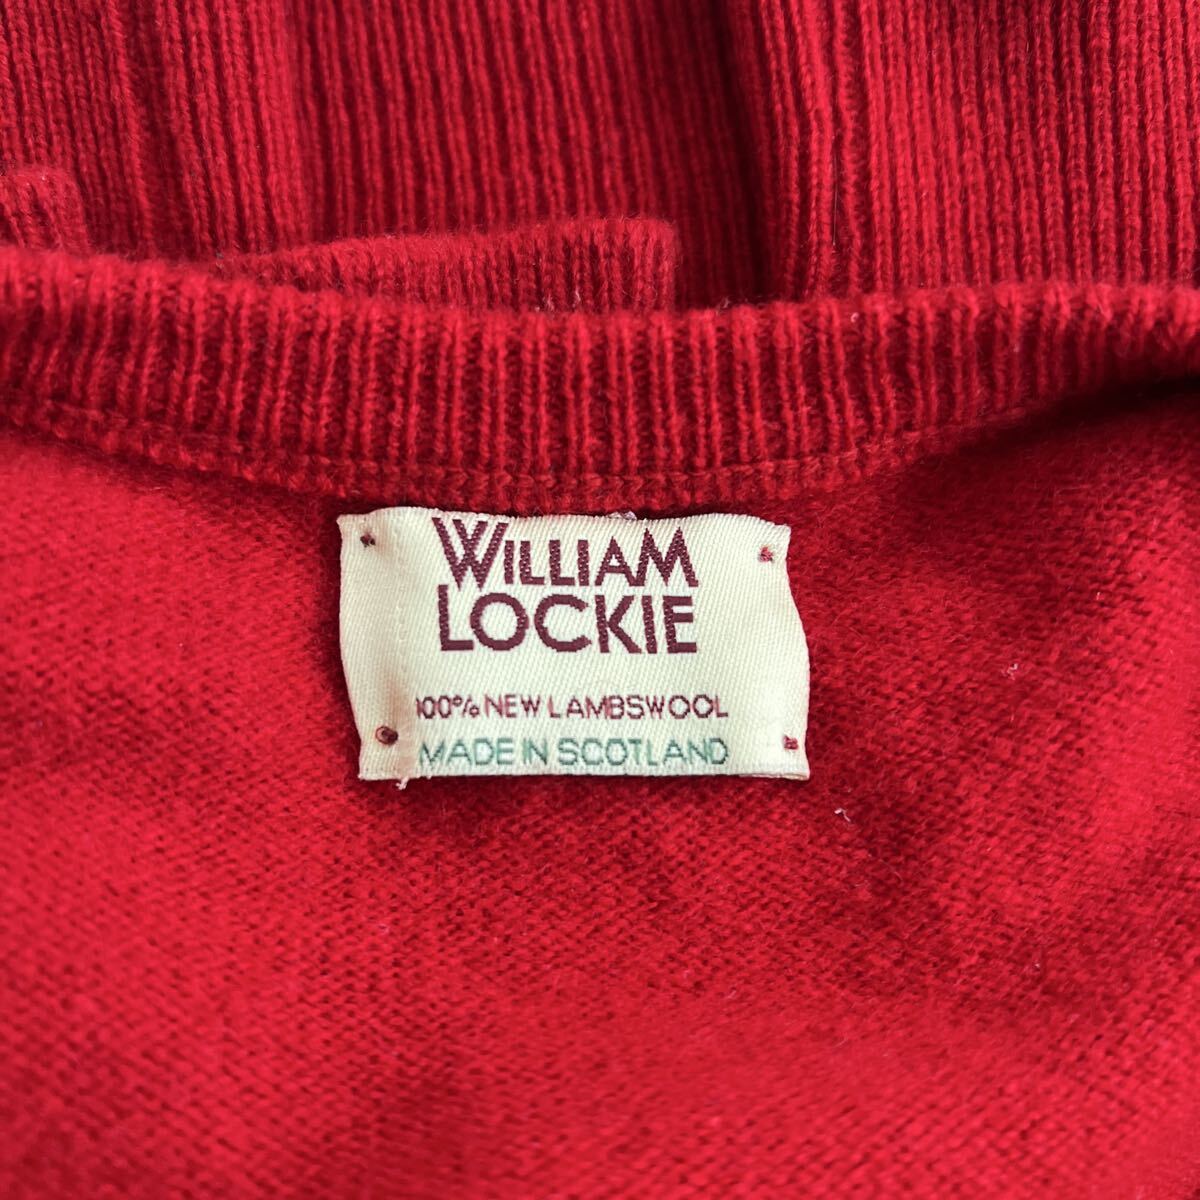 WILLIAM
LOCKIE
100% NEW LAMBSWOOL
MADE IN SCOTLAND